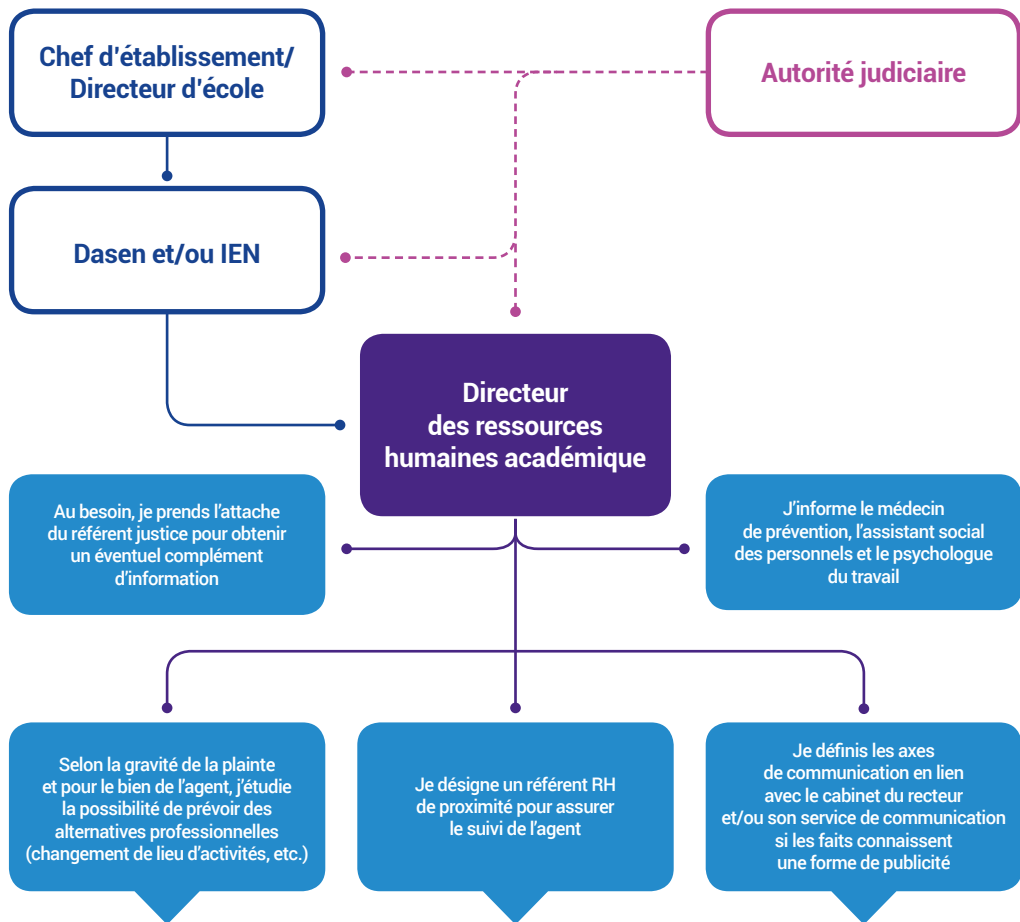 Chef d'établissement/
Directeur d'école
Autorité judiciaire
Dasen et/ou IEN
Directeur
des ressources
humaines académique
Au besoin, je prends l'attache
du référent justice pour obtenir
un éventuel complément
d'information
J'informe le médecin
de prévention, l'assistant social
des personnels et le psychologue
du travail
Selon la gravité de la plainte
et pour le bien de l'agent, j'étudie
la possibilité de prévoir des
alternatives professionnelles
(changement de lieu d'activités, etc.)
Je désigne un référent RH
de proximité pour assurer
le suivi de l'agent
Je définis les axes
de communication en lien
avec le cabinet du recteur
et/ou son service de communication
si les faits connaissent
une forme de publicité